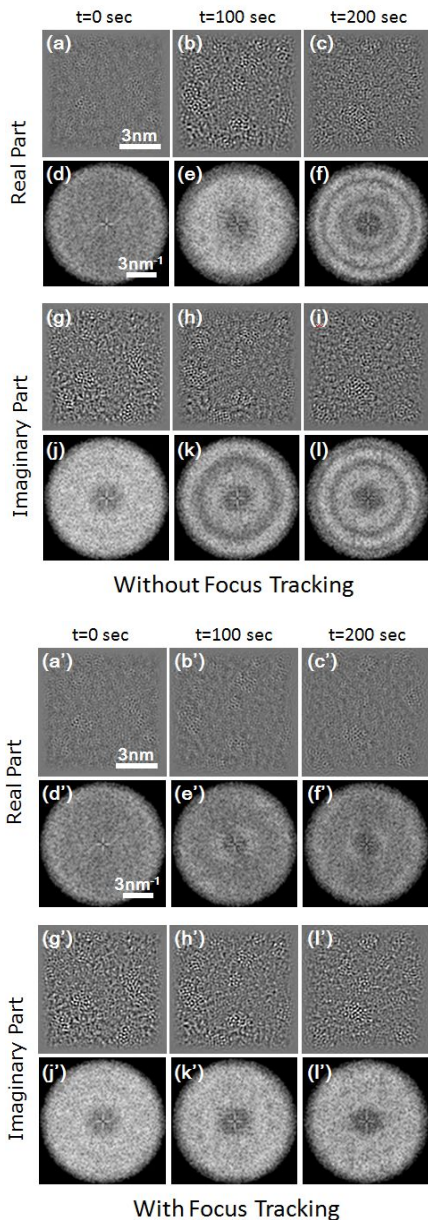 t=0 sec t=100 sec t=200 sec
Real Part
(a) (b) (c)
3nm
(d) (e) (f)
3nm-1
Imaginary Part
(g) (h) (i)
(j) (k) (l)
Without Focus Tracking
t=0 sec t=100 sec t=200 sec
Real Part
(a’) (b’) (c’)
3nm
(d’) (e’) (f’)
3nm-1
Imaginary Part
(g’) (h’) (I’)
(j’) (k’) (l’)
With Focus Tracking